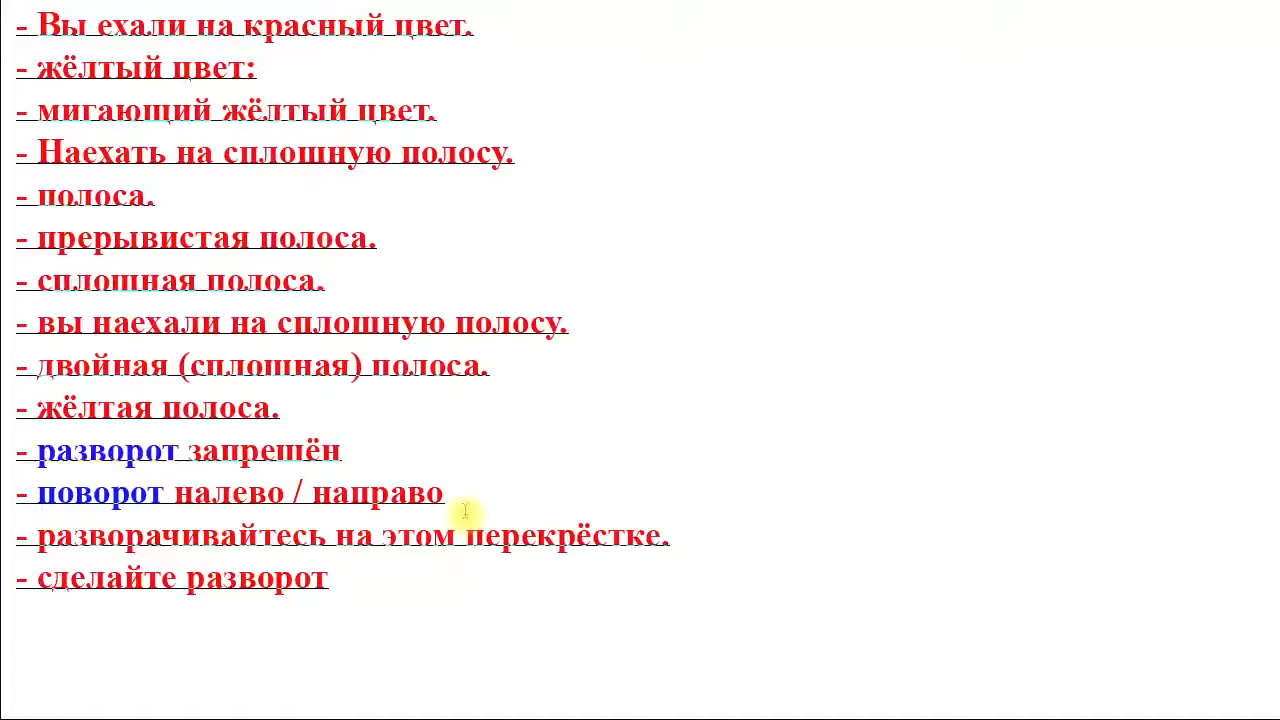 - Вы ехали на красный цвет.
- жёлтый цвет:
- мигающий жёлтый цвет.
- Наехать на сплошную полосу.
- полоса.
- прерывистая полоса.
- сплошная полоса.
- вы наехали на сплошную полосу.
- двойная (сплошная) полоса.
- жёлтая полоса.
- разворот запрещён
- поворот налево / направо
- разворачивайтесь на этом перекрёстке.
- сделайте разворот